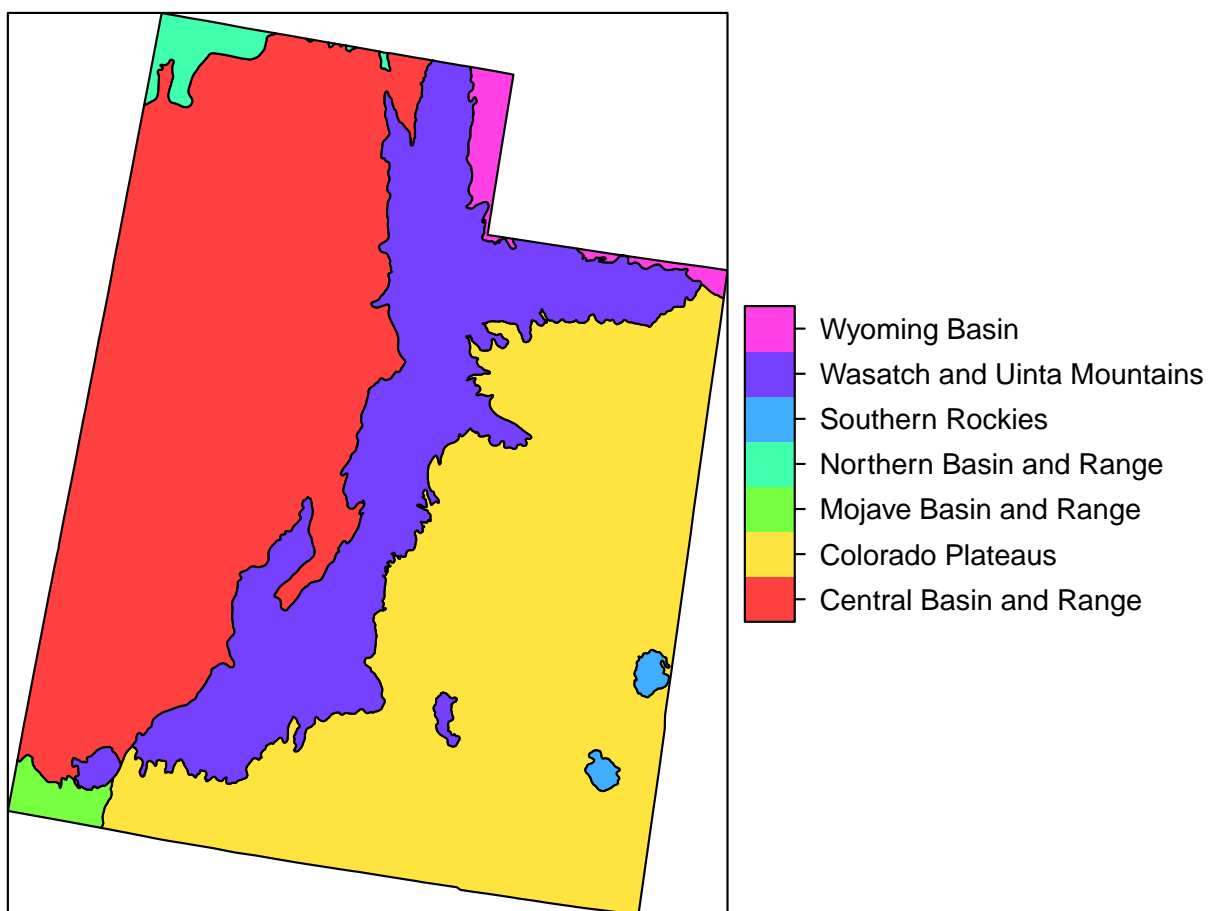 Wyoming Basin
Wasatch and Uinta Mountains
Southern Rockies
Northern Basin and Range
Mojave Basin and Range
Colorado Plateaus
Central Basin and Range